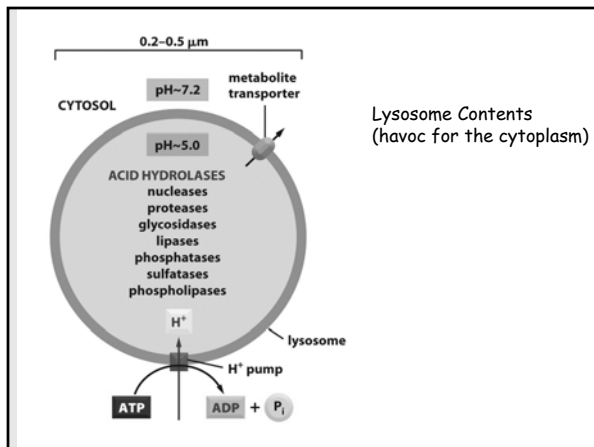 0.2–0.5 µm
pH~7.2
metabolite
transporter
CYTOSOL
Lysosome Contents
(havoc for the cytoplasm)
pH~5.0
ACID HYDROLASES
nucleases
proteases
glycosidases
lipases
phosphatases
sulfatases
phospholipases
H+
lysosome
H+ pump
ATP
ADP + Pi